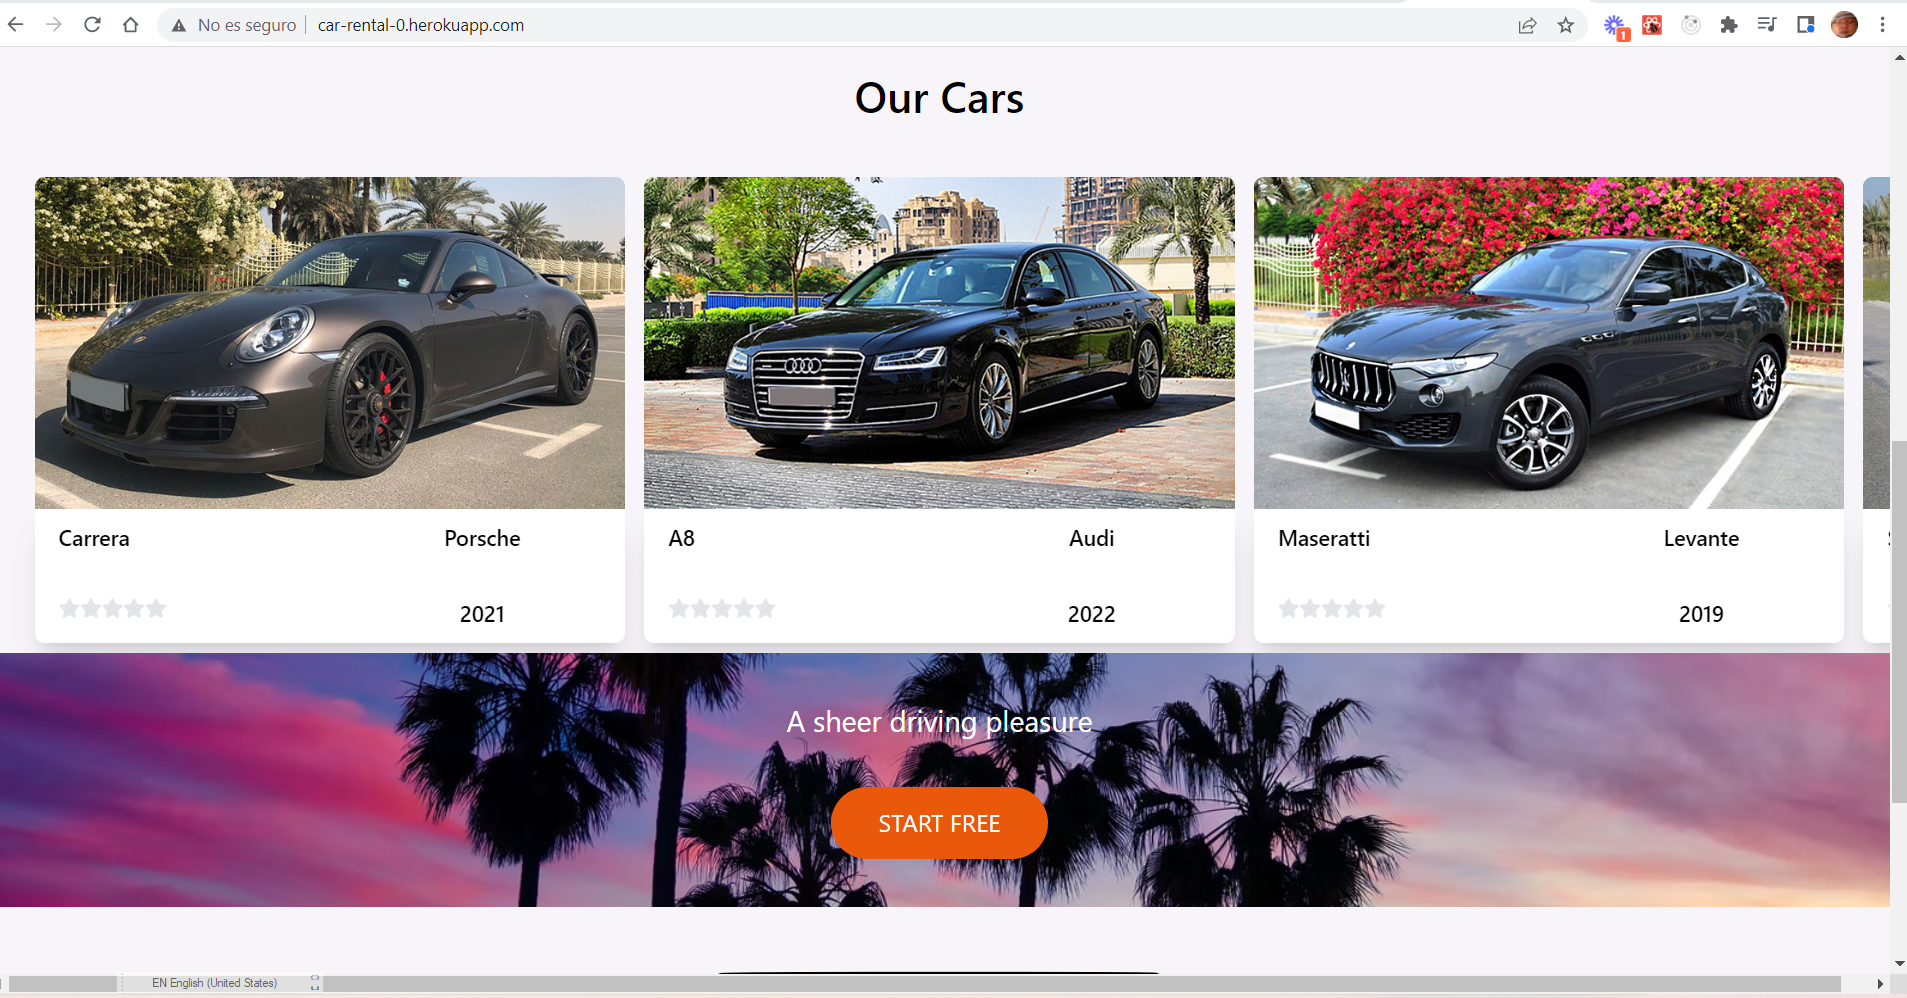 No es seguro car-rental-0.herokuapp.com
1
Our Cars
Carrera Porsche
2021
A8 Audi
2022
Maseratti Levante
2019
A sheer driving pleasure
START FREE
EN English (United States)